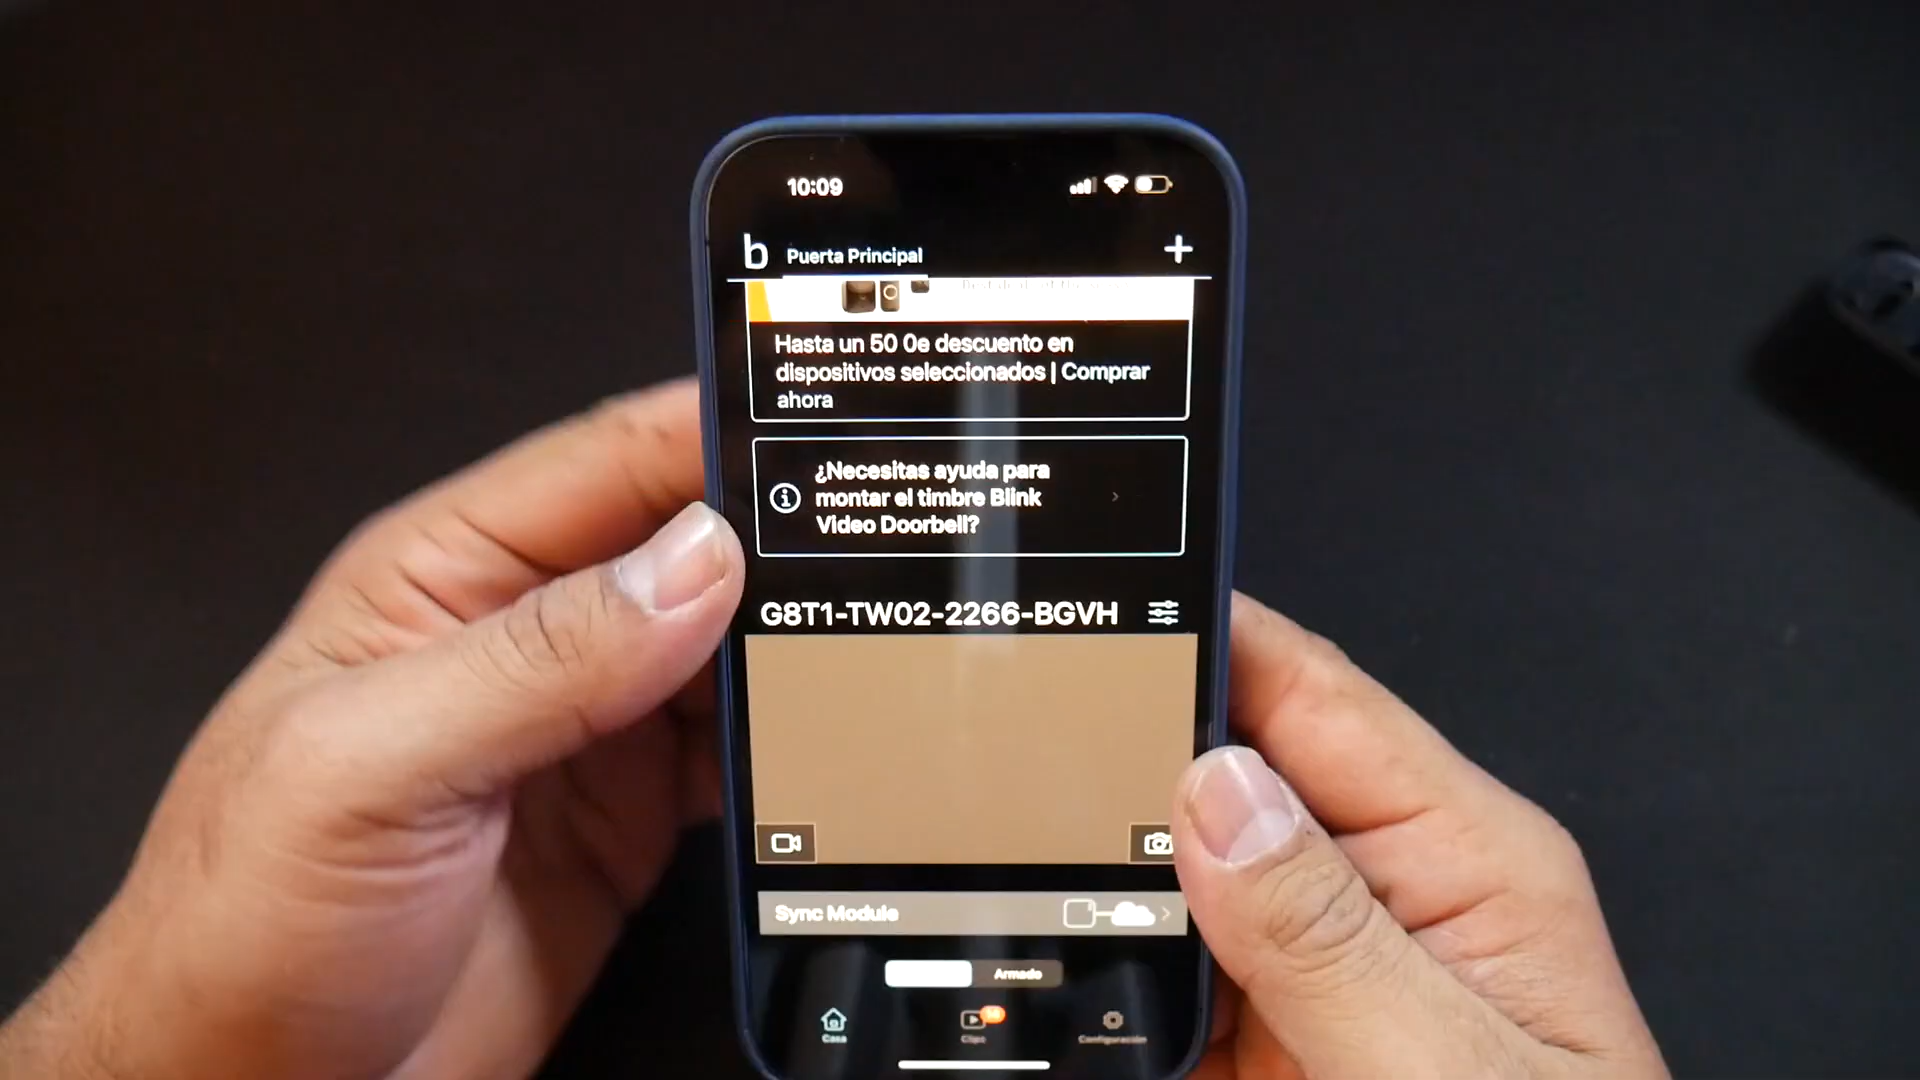 10:09
b Puerta Principal
Hasta un 50 0e descuento en
dispositivos seleccionados | Comprar
ahora
¿Necesitas ayuda para
montar el timbre Blink
Video Doorbell?
G8T1-TW02-2266-BGVH
Sync Module
Armado
Casa
Clips
Configuración